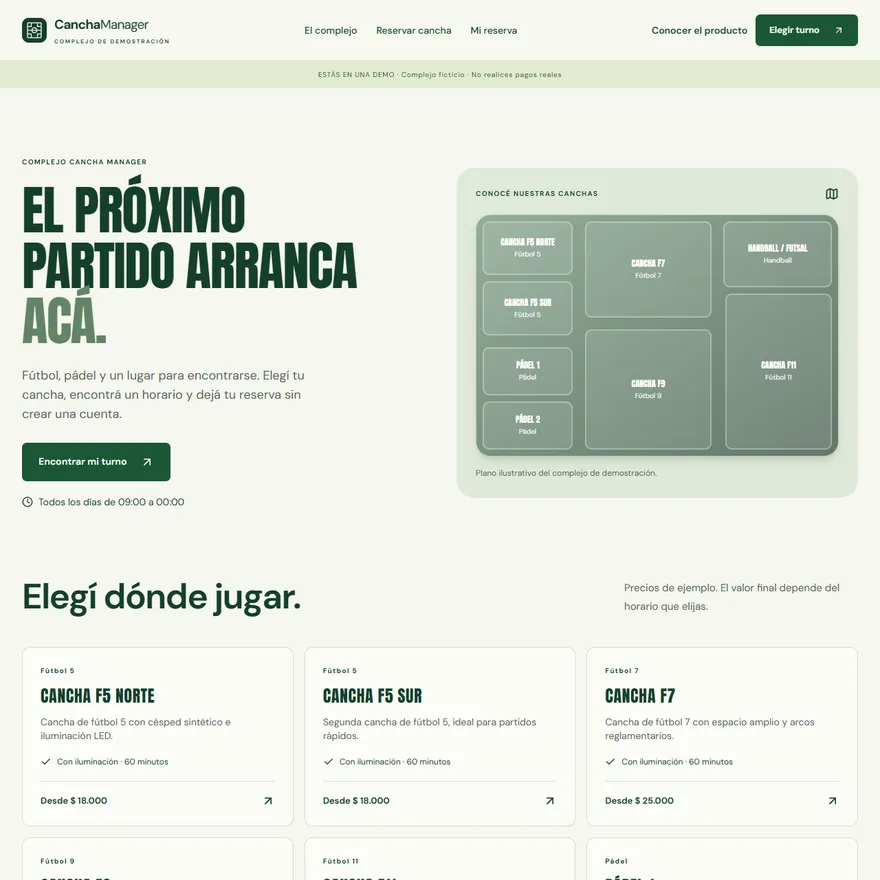 CanchaManager
COMPLEJO DE DEMOSTRACIÓN
El complejo
Reservar cancha
Mi reserva
Conocer el producto
Elegir turno
ESTÁS EN UNA DEMO · Complejo ficticio · No realices pagos reales
COMPLEJO CANCHA MANAGER
EL PRÓXIMO
PARTIDO ARRANCA
ACÁ.
Fútbol, pádel y un lugar para encontrarse. Elegí tu
cancha, encontrá un horario y dejá tu reserva sin
crear una cuenta.
Encontrar mi turno
Todos los días de 09:00 a 00:00
CONOCÉ NUESTRAS CANCHAS
CANCHA F5 NORTE
Fútbol 5
CANCHA F5 SUR
Fútbol 5
PÁDEL 1
Pádel
PÁDEL 2
Pádel
CANCHA F7
Fútbol 7
CANCHA F9
Fútbol 9
HANDBALL / FUTSAL
Handball
CANCHA F11
Fútbol 11
Plano ilustrativo del complejo de demostración.
Elegí dónde jugar.
Precios de ejemplo. El valor final depende del
horario que elijas.
Fútbol 5
CANCHA F5 NORTE
Cancha de fútbol 5 con césped sintético e
iluminación LED.
Con iluminación · 60 minutos
Desde $ 18.000
Fútbol 5
CANCHA F5 SUR
Segunda cancha de fútbol 5, ideal para partidos
rápidos.
Con iluminación · 60 minutos
Desde $ 18.000
Fútbol 7
CANCHA F7
Cancha de fútbol 7 con espacio amplio y arcos
reglamentarios.
Con iluminación · 60 minutos
Desde $ 25.000
Fútbol 9
Fútbol 11
Pádel